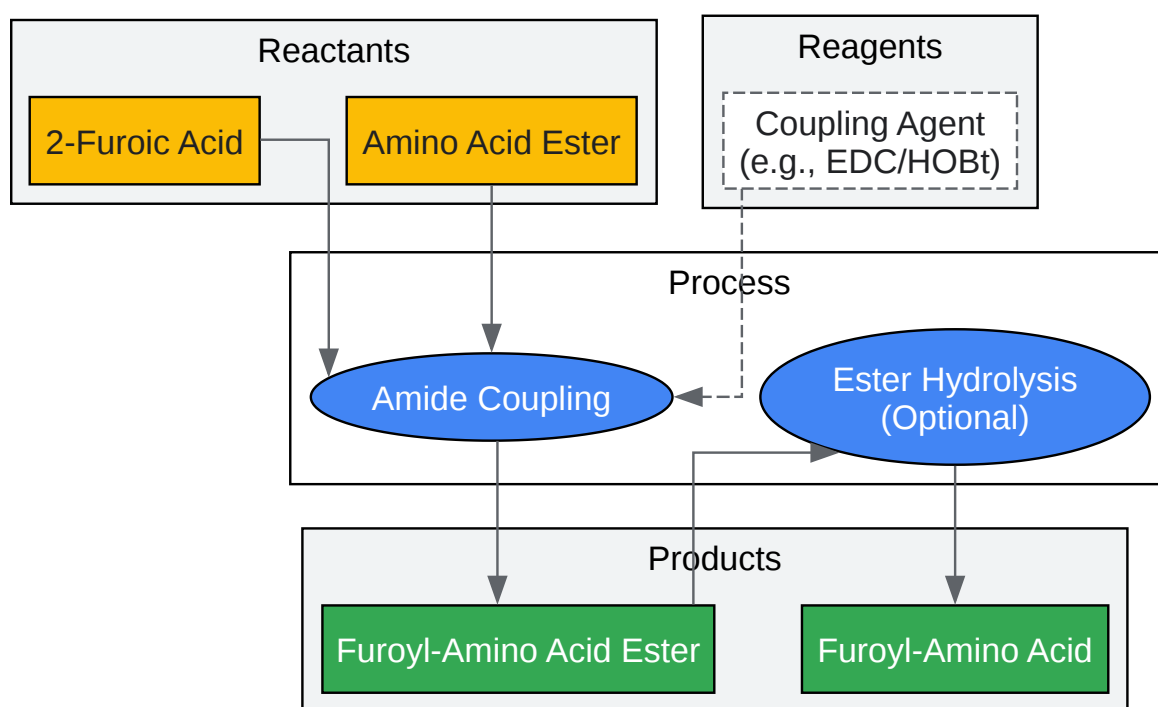 Reactants
2-Furoic Acid
Amino Acid Ester
Reagents
Coupling Agent
(e.g., EDC/HOBt)
Process
Amide Coupling
Ester Hydrolysis
(Optional)
Products
Furoyl-Amino Acid Ester
Furoyl-Amino Acid